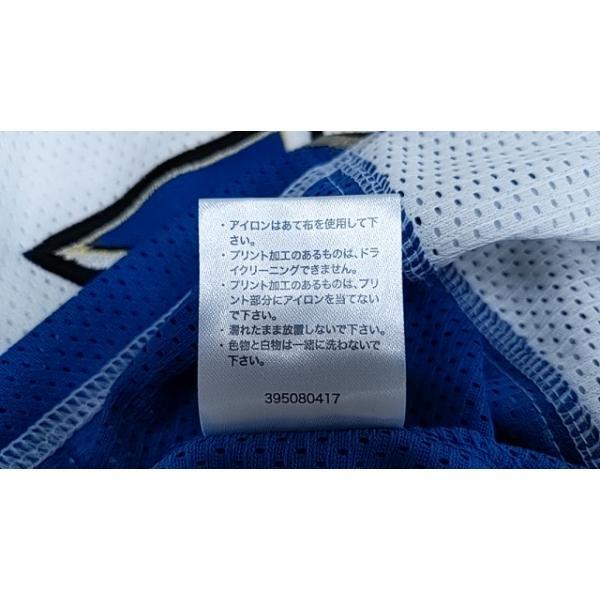 ・アイロンはあて布を使用して下
さい。
・プリント加工のあるものは、ドラ
イクリーニングできません。
・プリント加工のあるものは、プリ
ント部分にアイロンを当てない
で下さい。
・濡れたまま放置しないで下さい。
・色物と白物は一緒に洗わないで
下さい。
395080417